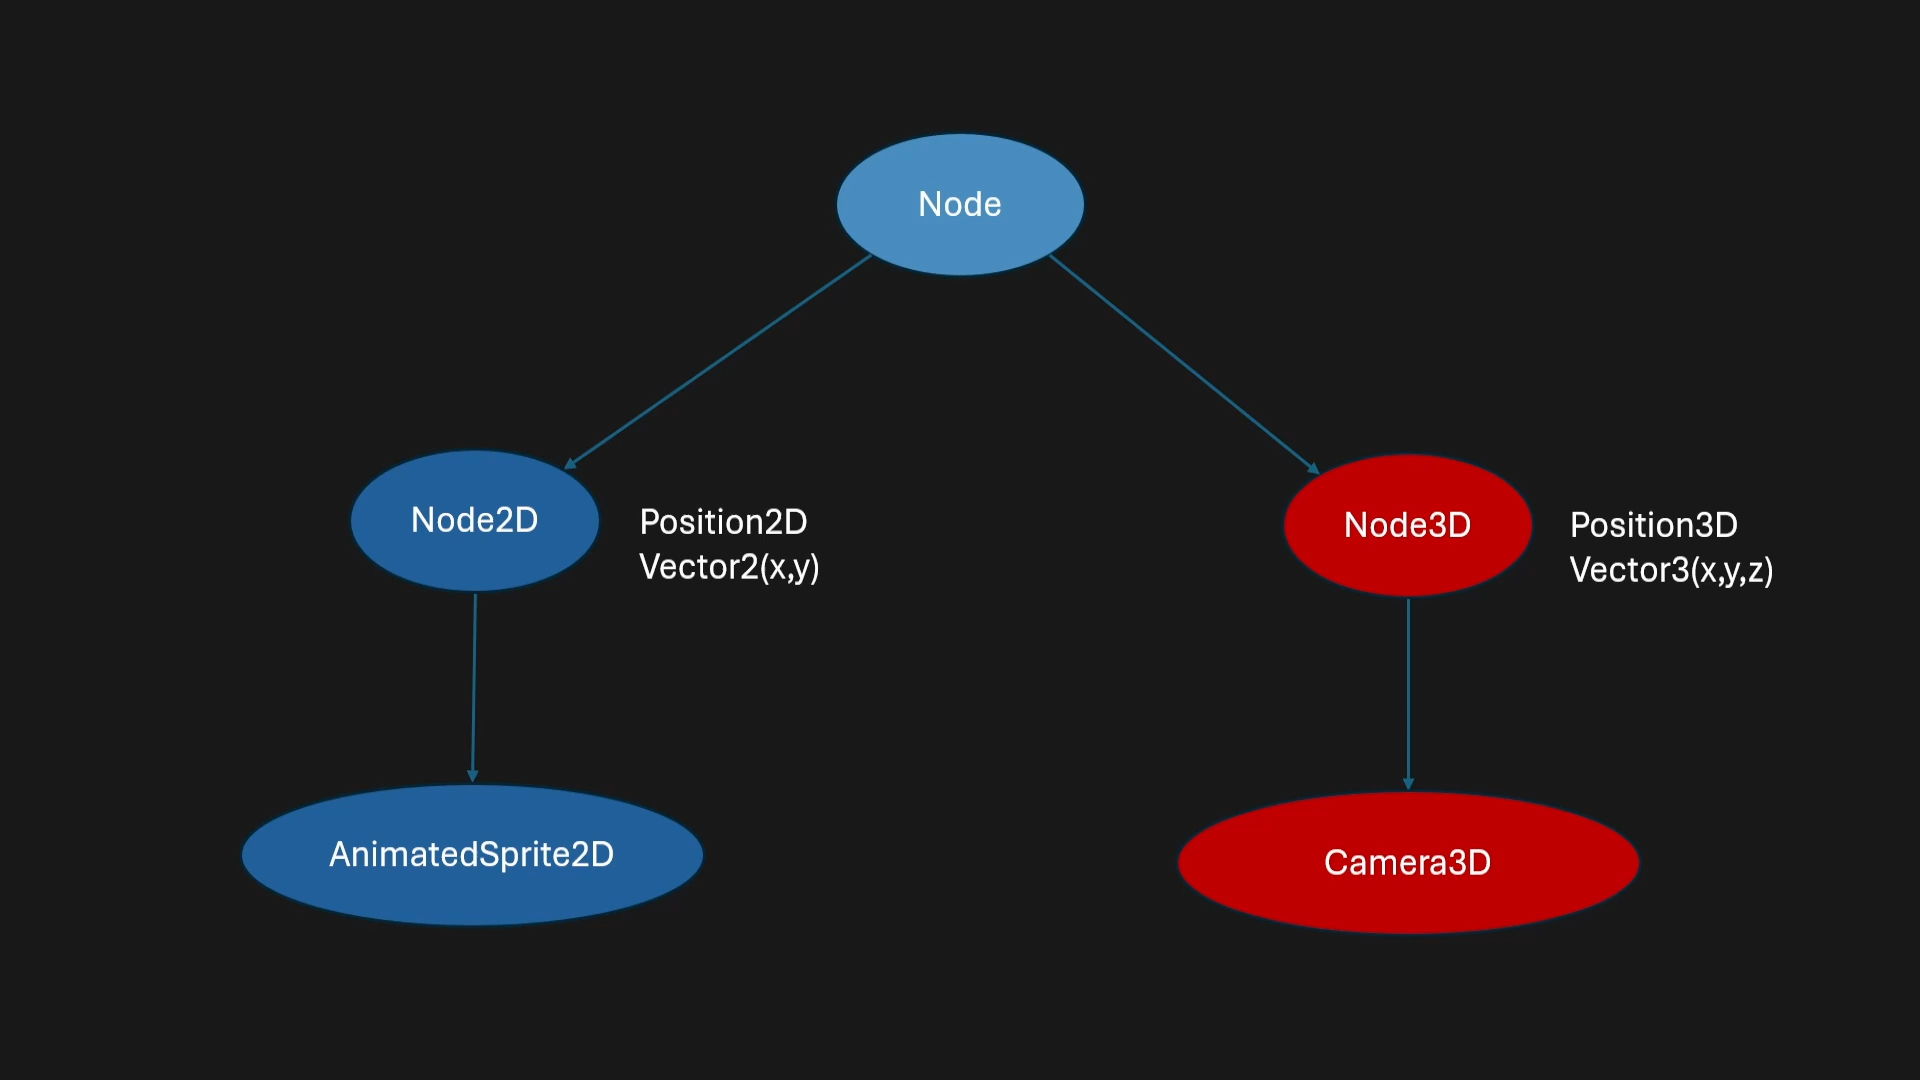 Node
Node2D
Position2D
Vector2(x,y)
Node3D
Position3D
Vector3(x,y,z)
AnimatedSprite2D
Camera3D